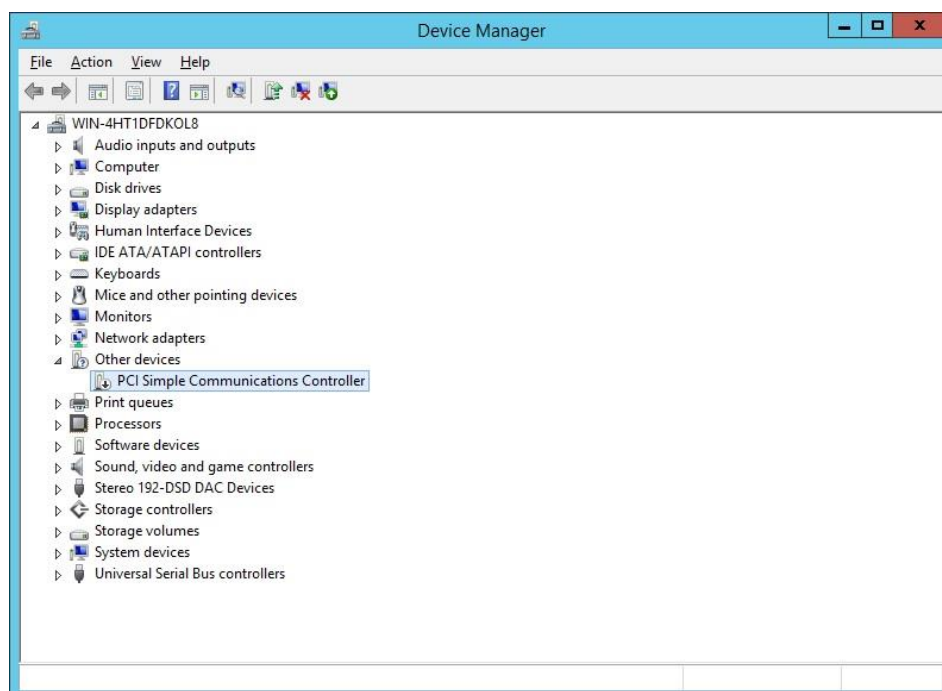 Device Manager
File Action View Help
WIN-4HT1DFDKOL8
Audio inputs and outputs
Computer
Disk drives
Display adapters
Human Interface Devices
IDE ATA/ATAPI controllers
Keyboards
Mice and other pointing devices
Monitors
Network adapters
Other devices
PCI Simple Communications Controller
Print queues
Processors
Software devices
Sound, video and game controllers
Stereo 192-DSD DAC Devices
Storage controllers
Storage volumes
System devices
Universal Serial Bus controllers